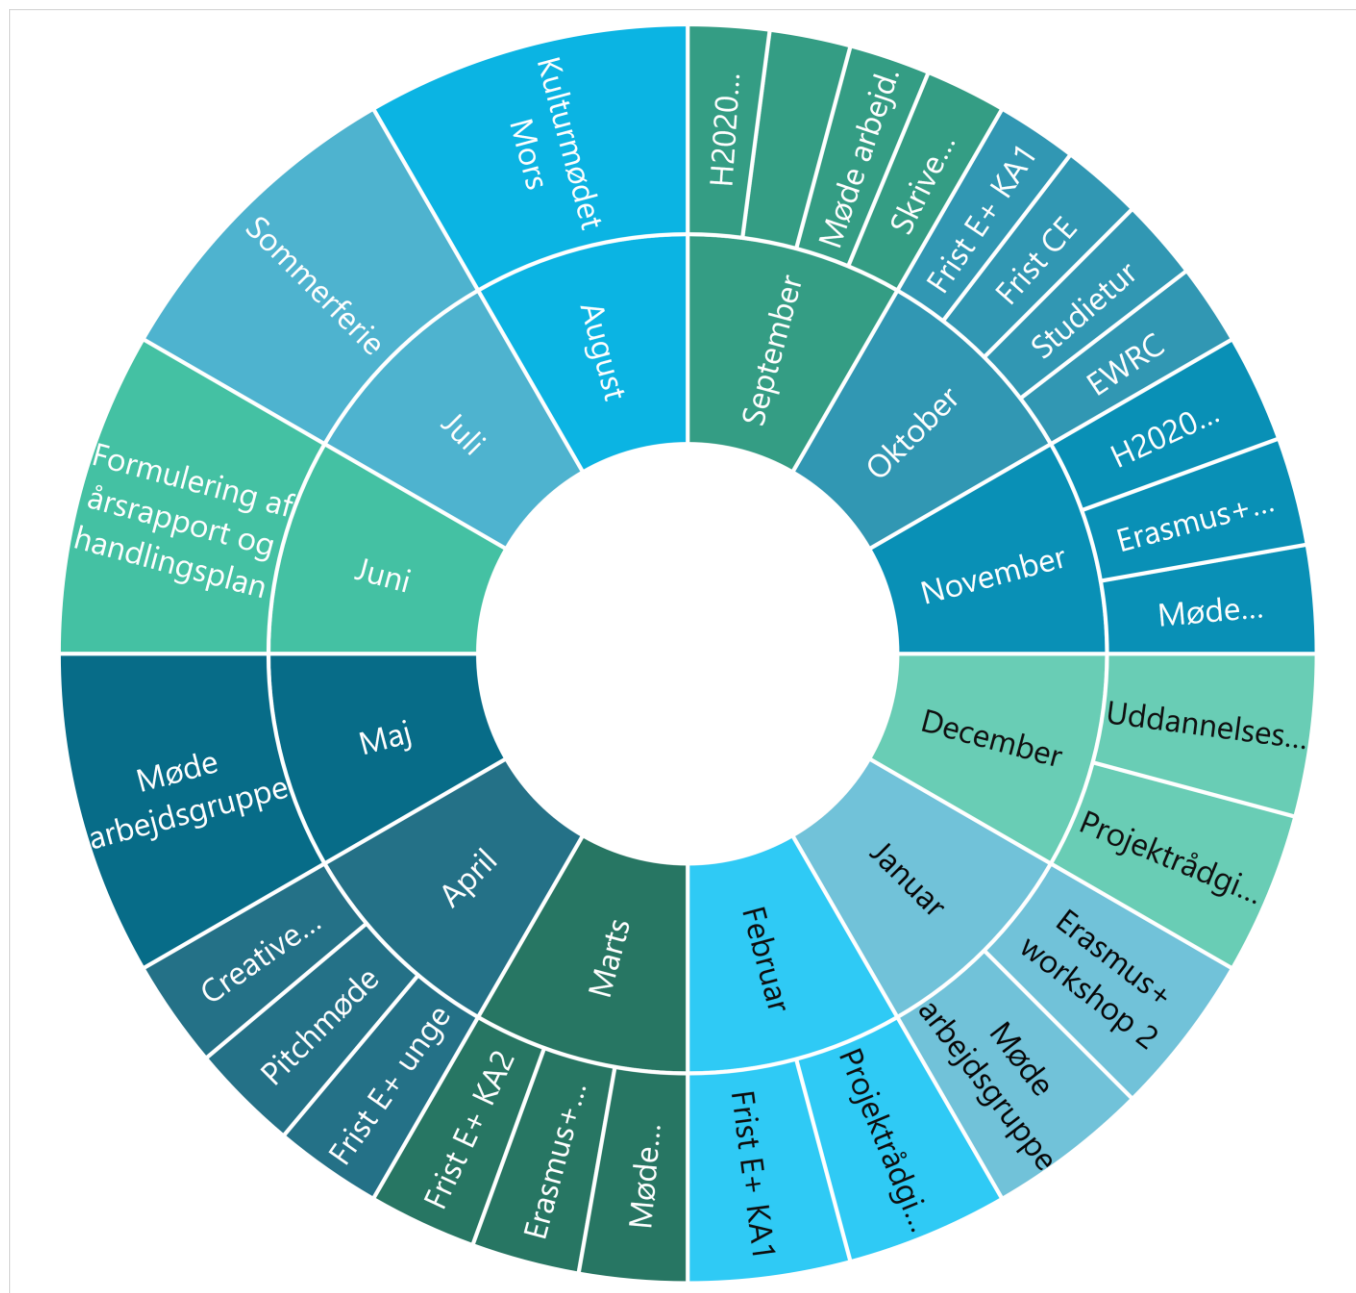 September
H2020...
Møde arbejd.
Skrive...
Oktober
Frist E+ KA1
Frist CE
Studietur
EWRC
November
H2020...
Erasmus+...
Møde...
December
Uddannelses...
Projektrådgi...
Januar
Erasmus+
workshop 2
Møde
arbejdsgruppe
Februar
Projektrådgi...
Frist E+ KA1
Marts
Møde...
Erasmus+...
Frist E+ KA2
April
Frist E+ unge
Pitchmøde
Creative...
Maj
Møde
arbejdsgruppe
Juni
Formulering af
årsrapport og
handlingsplan
Juli
Sommerferie
August
Kulturmødet
Mors